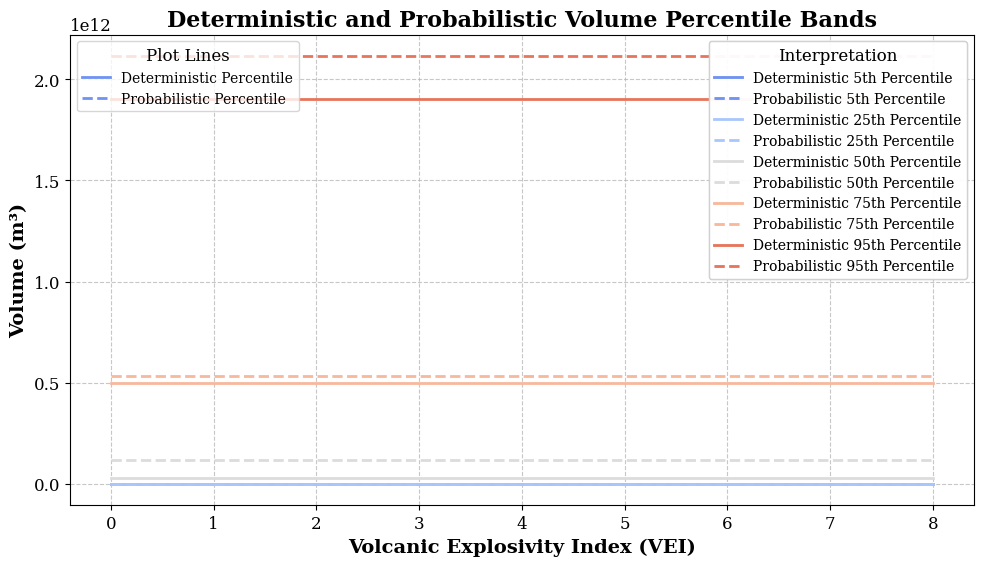 Deterministic and Probabilistic Volume Percentile Bands
1e12
Volume (m³)
2.0
1.5
1.0
0.5
0.0
Plot Lines
Deterministic Percentile
Probabilistic Percentile
Interpretation
Deterministic 5th Percentile
Probabilistic 5th Percentile
Deterministic 25th Percentile
Probabilistic 25th Percentile
Deterministic 50th Percentile
Probabilistic 50th Percentile
Deterministic 75th Percentile
Probabilistic 75th Percentile
Deterministic 95th Percentile
Probabilistic 95th Percentile
0 1 2 3 4 5 6 7 8
Volcanic Explosivity Index (VEI)